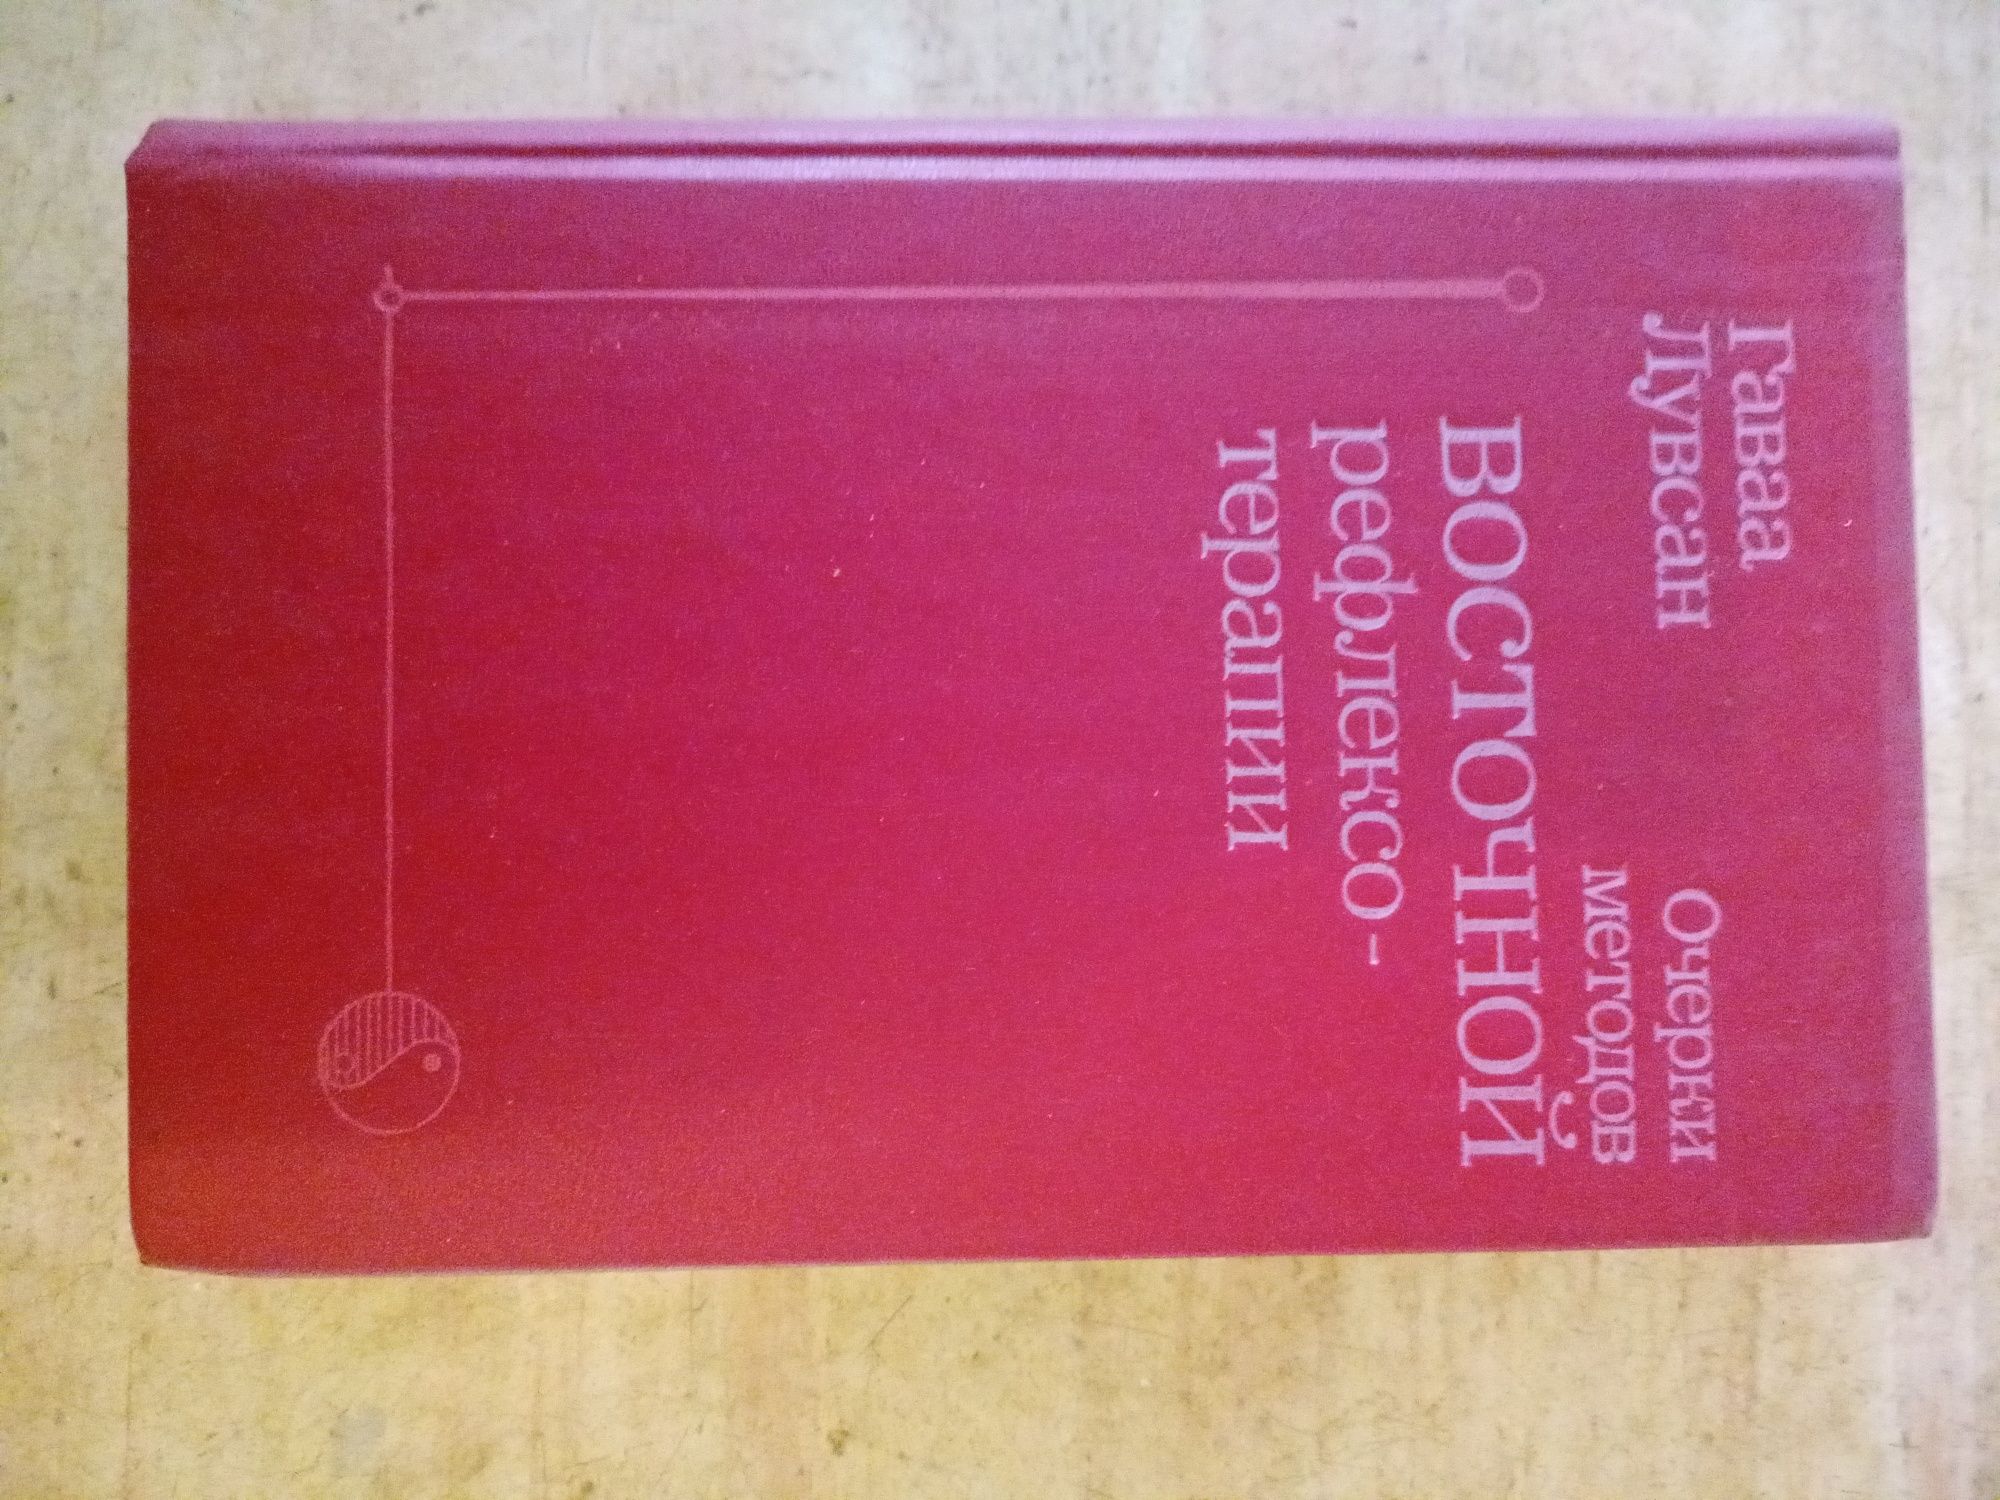 Гаваа
Лувсан
Очерки
методов
ВОСТОЧНОЙ
рефлексо-
терапии